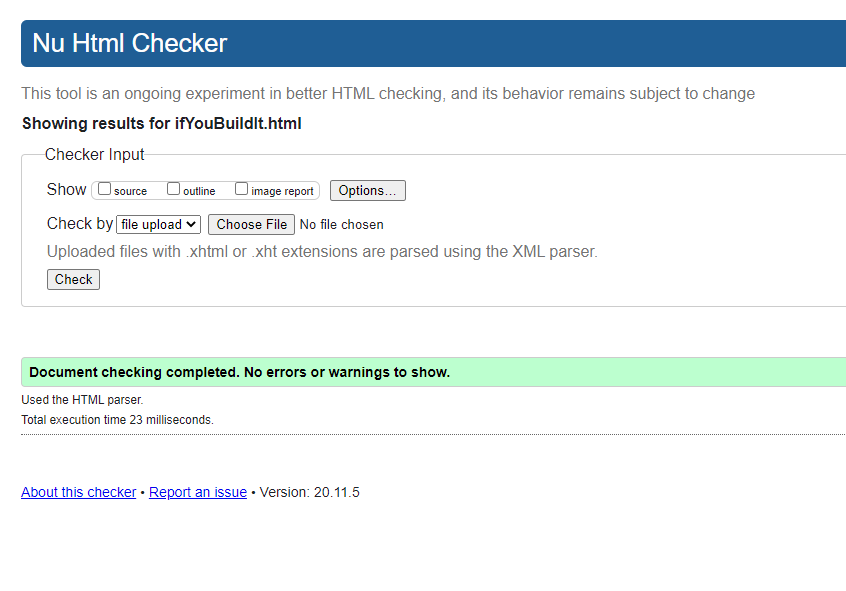 Nu Html Checker
This tool is an ongoing experiment in better HTML checking, and its behavior remains subject to change
Showing results for ifYouBuildIt.html
Checker Input
Show source outline image report Options...
Check by file upload Choose File No file chosen
Uploaded files with .xhtml or .xht extensions are parsed using the XML parser.
Check
Document checking completed. No errors or warnings to show.
Used the HTML parser.
Total execution time 23 milliseconds.
About this checker • Report an issue • Version: 20.11.5